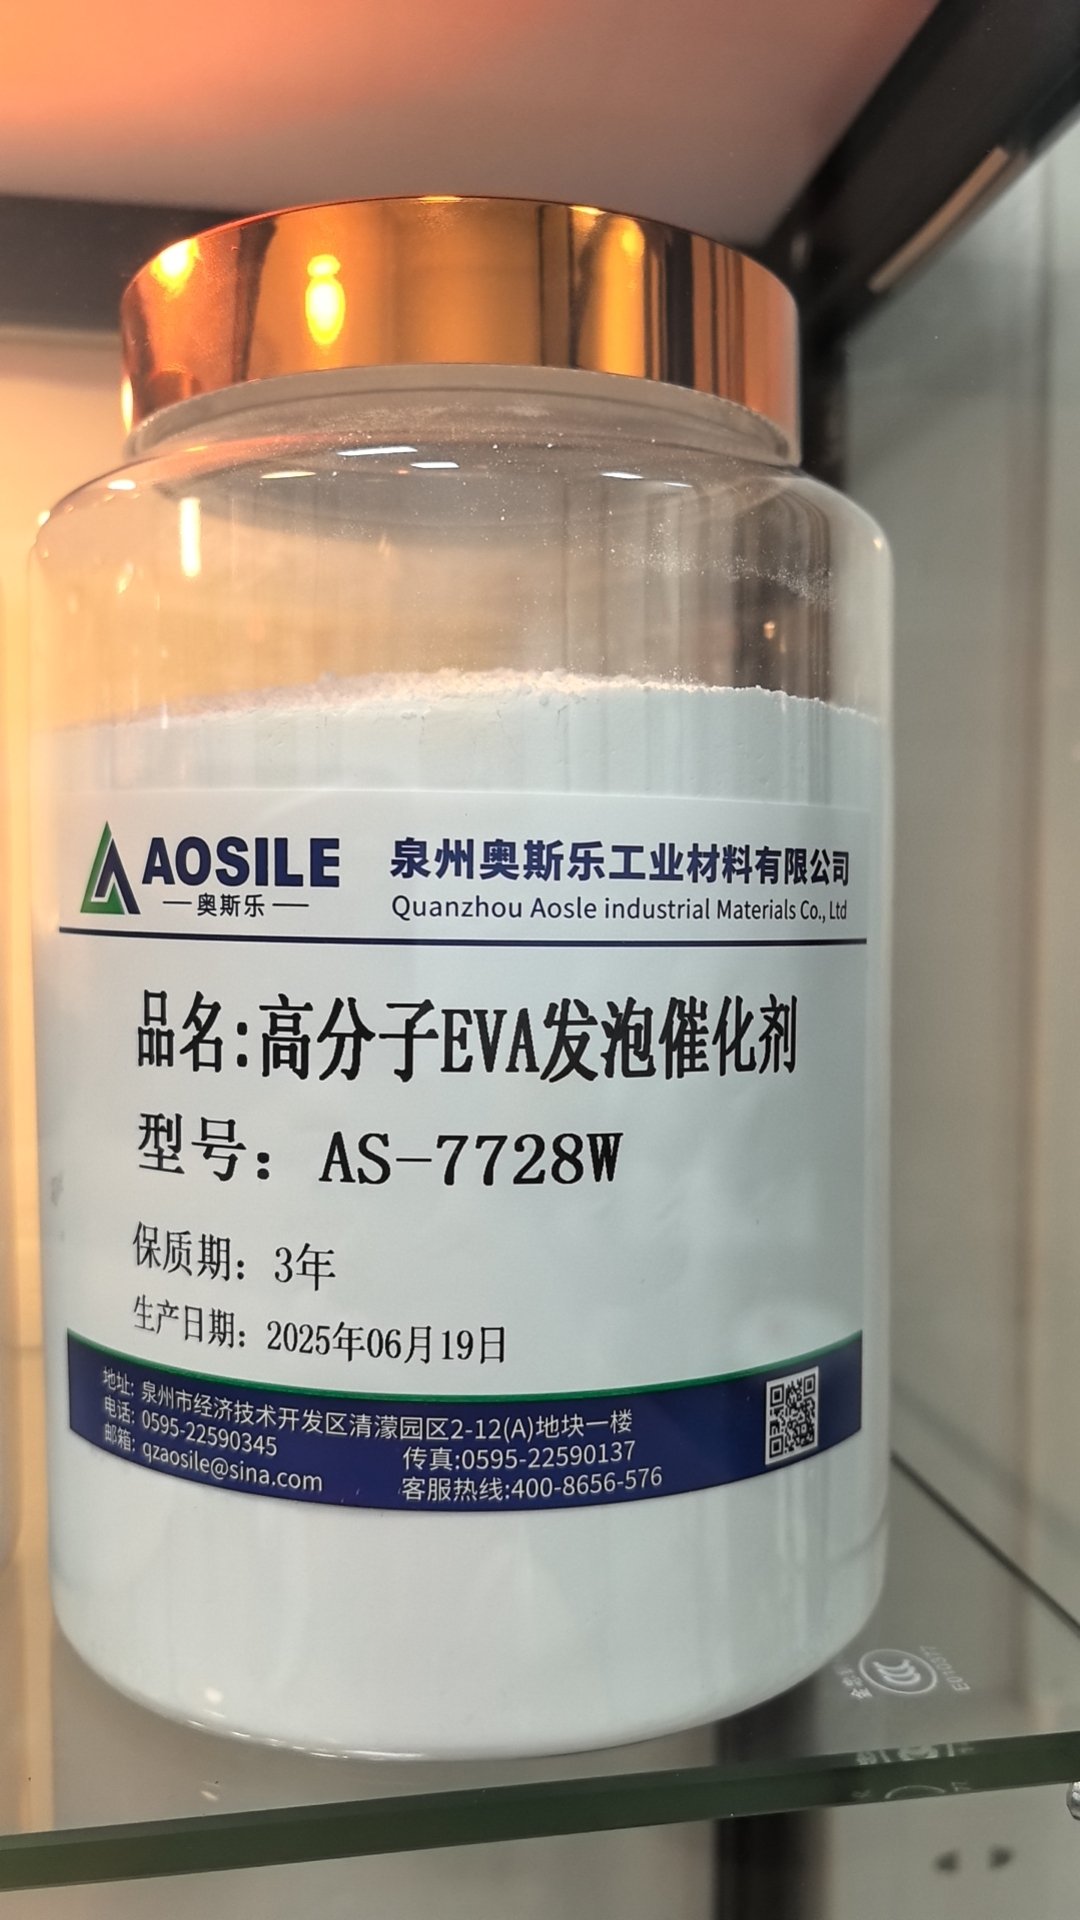 AOSILE
奥斯乐
泉州奥斯乐工业材料有限公司
Quanzhou Aosle industrial Materials Co., Ltd
品名:高分子EVA发泡催化剂
型号: AS-7728W
保质期: 3年
生产日期: 2025年06月19日
地址: 泉州市经济技术开发区清濛园区2-12(A)地块一楼
电话: 0595-22590345 传真:0595-22590137
邮箱: qzaosile@sina.com 客服热线:400-8656-576
E010377